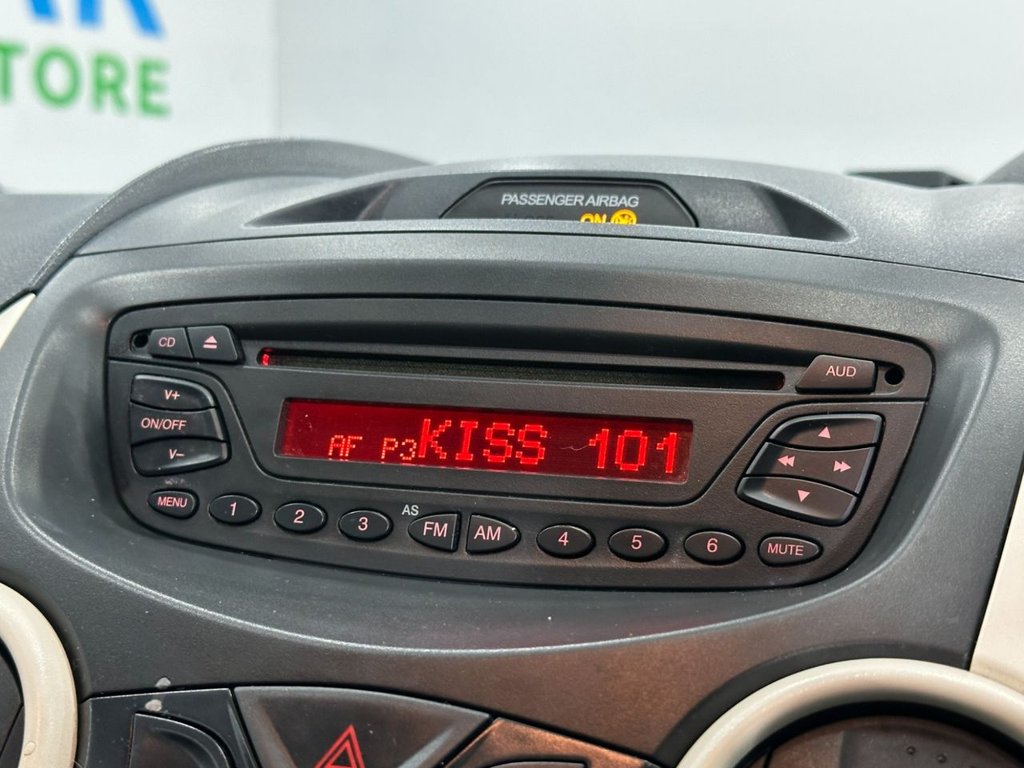 TORE
PASSENGER AIRBAG
ON
CD
AUD
V+
ON/OFF
V–
AF P3 KISS 101
MENU
1
2
3
AS
FM
AM
4
5
6
MUTE